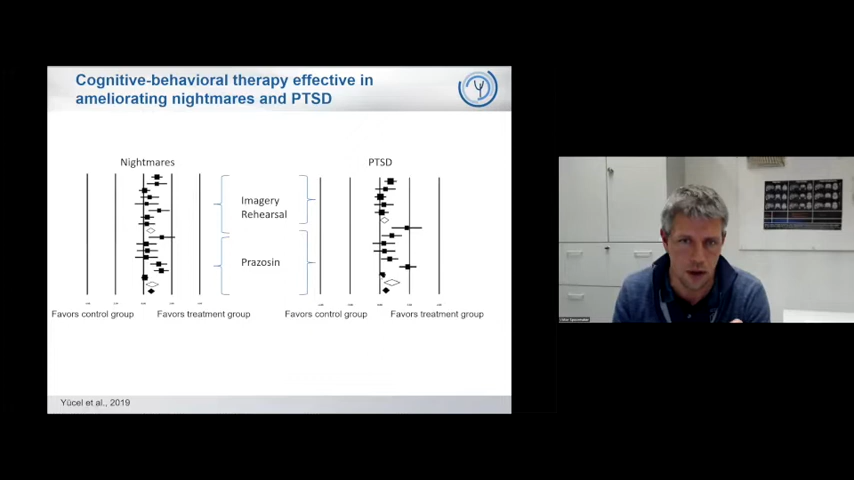 Cognitive-behavioral therapy effective in
ameliorating nightmares and PTSD
Nightmares
PTSD
Imagery
Rehearsal
Prazosin
Favors control group
Favors treatment group
Favors control group
Favors treatment group
Yücel et al., 2019